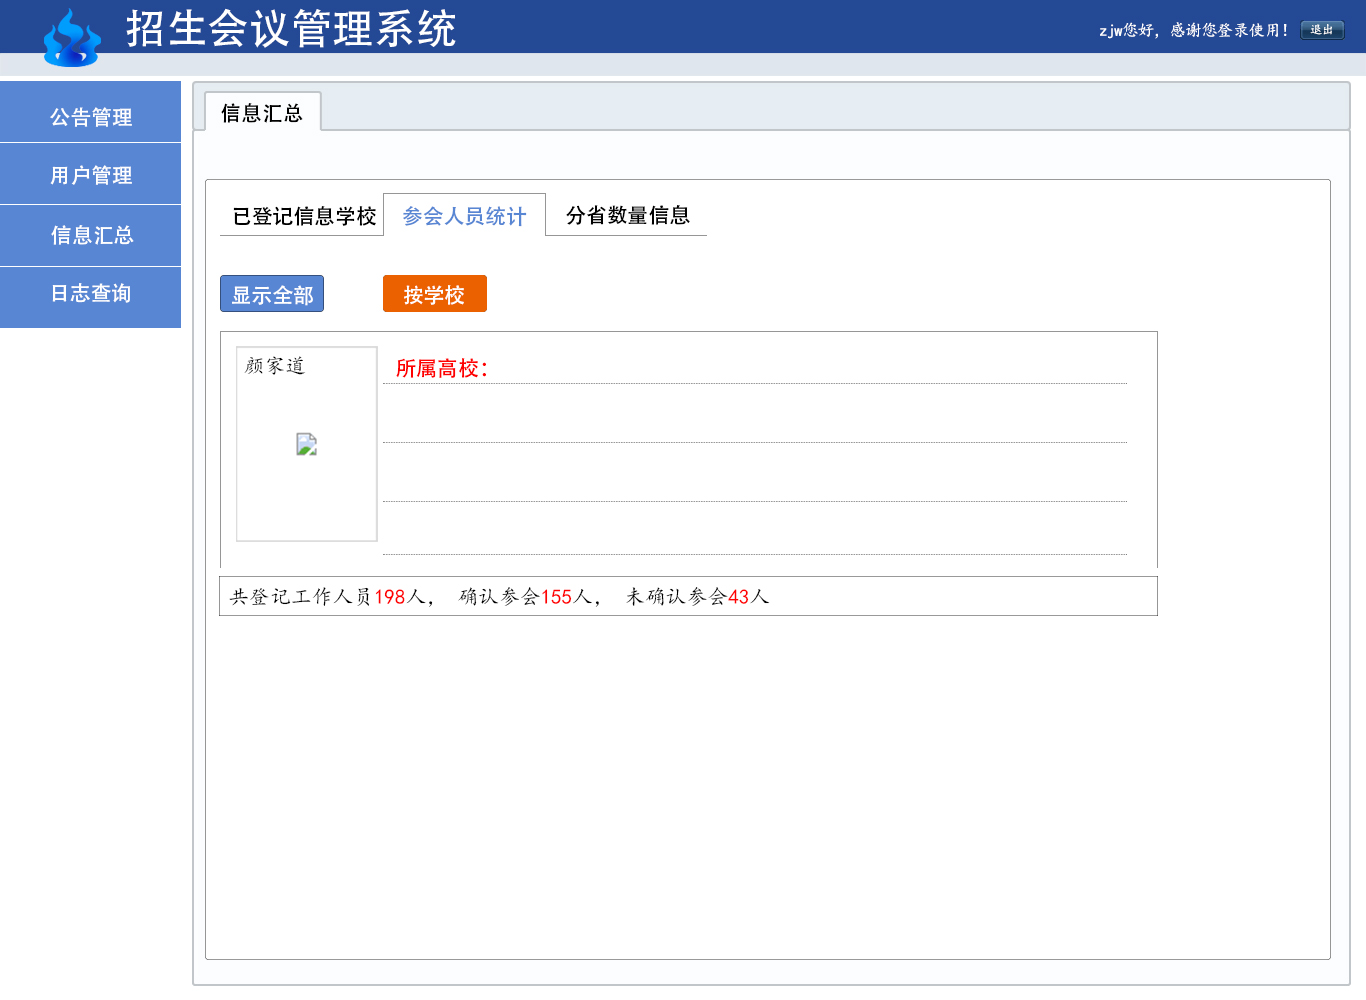 招生会议管理系统
zjw您好，感谢您登录使用！ 退出
公告管理
用户管理
信息汇总
日志查询
信息汇总
已登记信息学校 参会人员统计 分省数量信息
显示全部 按学校
颜家道
所属高校：
共登记工作人员198人， 确认参会155人， 未确认参会43人